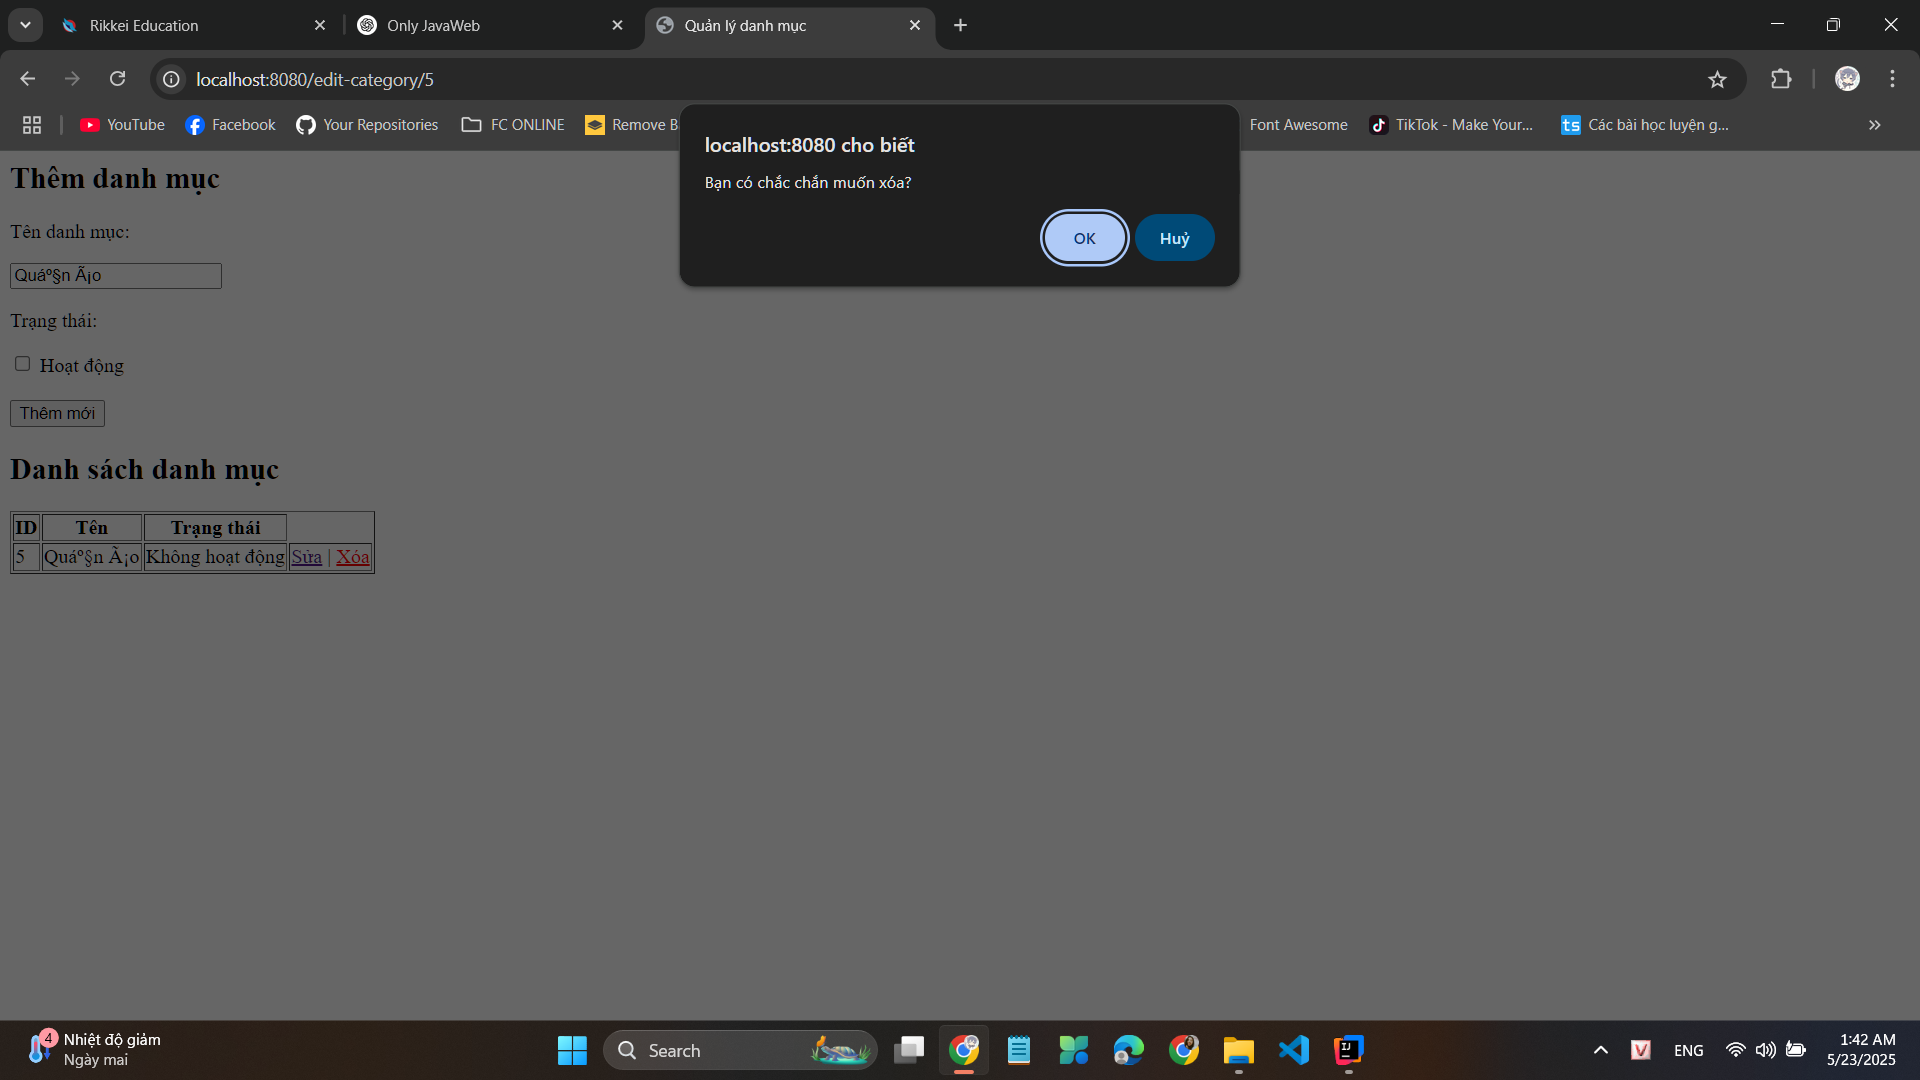 Rikkei Education
Only JavaWeb
Quản lý danh mục
localhost:8080/edit-category/5
YouTube
Facebook
Your Repositories
FC ONLINE
Remove B
Font Awesome
TikTok - Make Your...
ts
Các bài học luyện g...
localhost:8080 cho biết
Bạn có chắc chắn muốn xóa?
OK
Huỷ
Thêm danh mục
Tên danh mục:
Quáº§n Ã¡o
Trạng thái:
Hoạt động
Thêm mới
Danh sách danh mục
ID Tên Trạng thái
5 Quáº§n Ã¡o Không hoạt động Sửa | Xóa
4
Nhiệt độ giảm
Ngày mai
Search
IJ
V
ENG
1:42 AM
5/23/2025